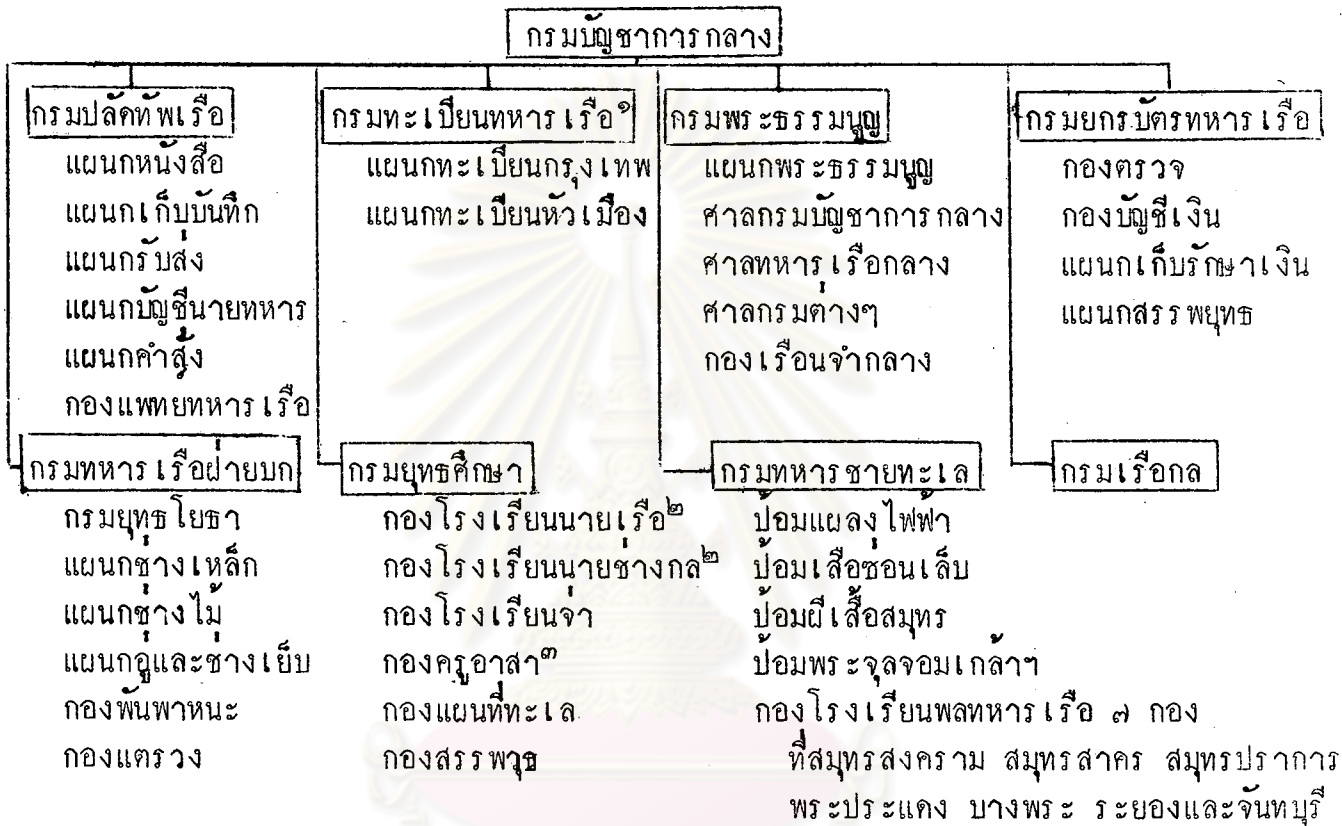 กรมบัญชาการกลาง
กรมปลัดทัพเรือ
แผนกหนังสือ
แผนกเก็บบันทึก
แผนกรับส่ง
แผนกบัญชีนายทหาร
แผนกคำสั่ง
กองแพทยทหารเรือ
กรมทะเบียนทหารเรือ๑
แผนกทะเบียนกรุงเทพ
แผนกทะเบียนหัวเมือง
กรมพระธรรมนูญ
แผนกพระธรรมนูญ
ศาลกรมบัญชาการกลาง
ศาลทหารเรือกลาง
ศาลกรมต่างๆ
กองเรือนจำกลาง
กรมยกรบัตรทหารเรือ
กองตรวจ
กองบัญชีเงิน
แผนกเก็บรักษาเงิน
แผนกสรรพยุทธ
กรมทหารเรือฝ่ายบก
กรมยุทธโยธา
แผนกช่างเหล็ก
แผนกช่างไม้
แผนกอู่และช่างเย็บ
กองพันพาหนะ
กองแตรวง
กรมยุทธศึกษา
กองโรงเรียนนายเรือ๒
กองโรงเรียนนายช่างกล๒
กองโรงเรียนจ่า
กองครูอาสา๓
กองแผนที่ทะเล
กองสรรพวุธ
กรมทหารชายทะเล
ป้อมแผลงไฟฟ้า
ป้อมเสือซ่อนเล็บ
ป้อมผีเสื้อสมุทร
ป้อมพระจุลจอมเกล้าฯ
กองโรงเรียนพลทหารเรือ ๗ กอง
ที่สมุทรสงคราม สมุทรสาคร สมุทรปราการ
พระประแดง บางพระ ระยองและจันทบุรี
กรมเรือกล